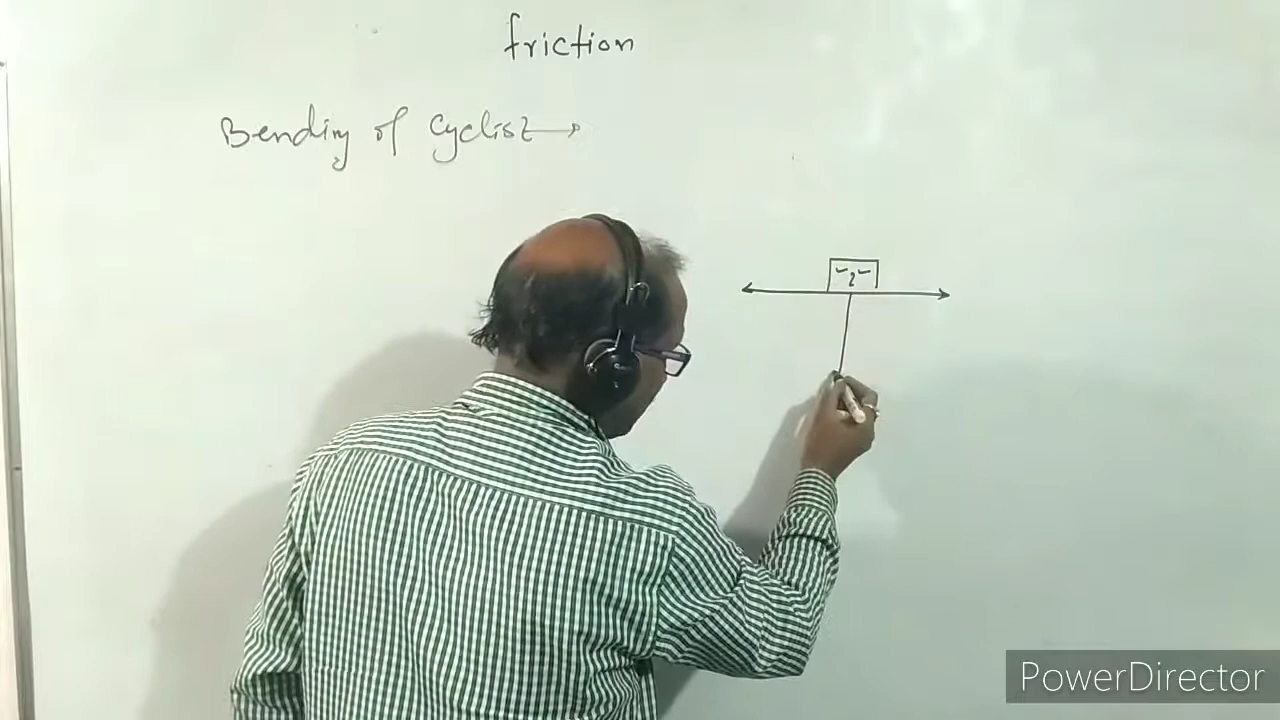 friction
Bending of Cyclist →
PowerDirector